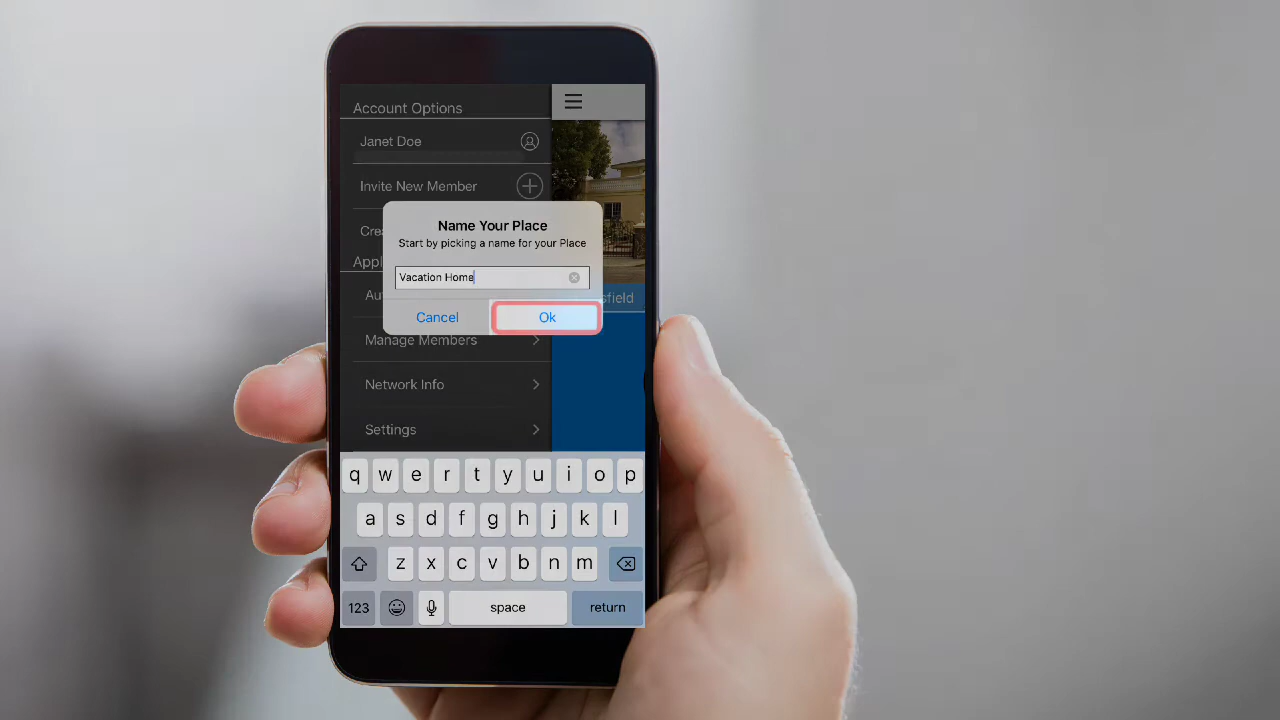 Account Options
Janet Doe
Invite New Member
Crea
Appl
Au
sfield
Name Your Place
Start by picking a name for your Place
Vacation Home
Cancel
Ok
Manage Members
Network Info
Settings
q w e r t y u i o p
a s d f g h j k l
z x c v b n m
123 space return